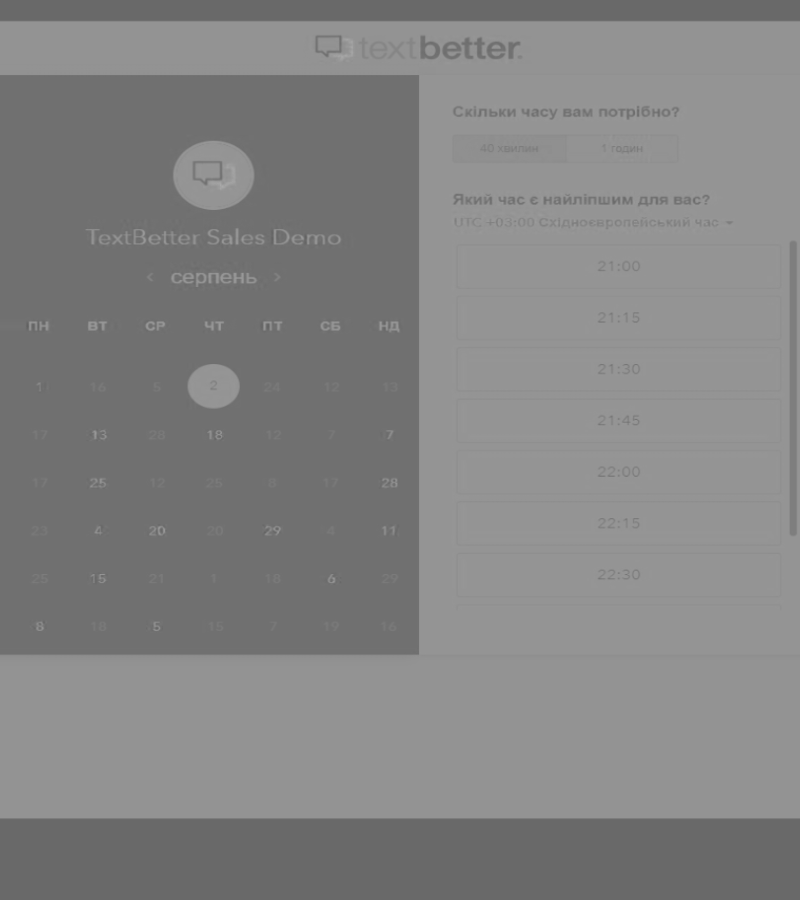 textbetter.
TextBetter Sales Demo
< серпень >
ПН ВТ СР ЧТ ПТ СБ НД
1 16 5 2 24 12 13
17 13 28 18 12 7 7
17 25 12 25 8 17 28
23 4 20 20 29 4 11
25 15 21 1 16 6 29
8 18 5 15 7 19 16
Скільки часу вам потрібно?
40 хвилин 1 годин
Який час є найліпшим для вас?
UTC +03:00 Східноєвропейський час
21:00
21:15
21:30
21:45
22:00
22:15
22:30